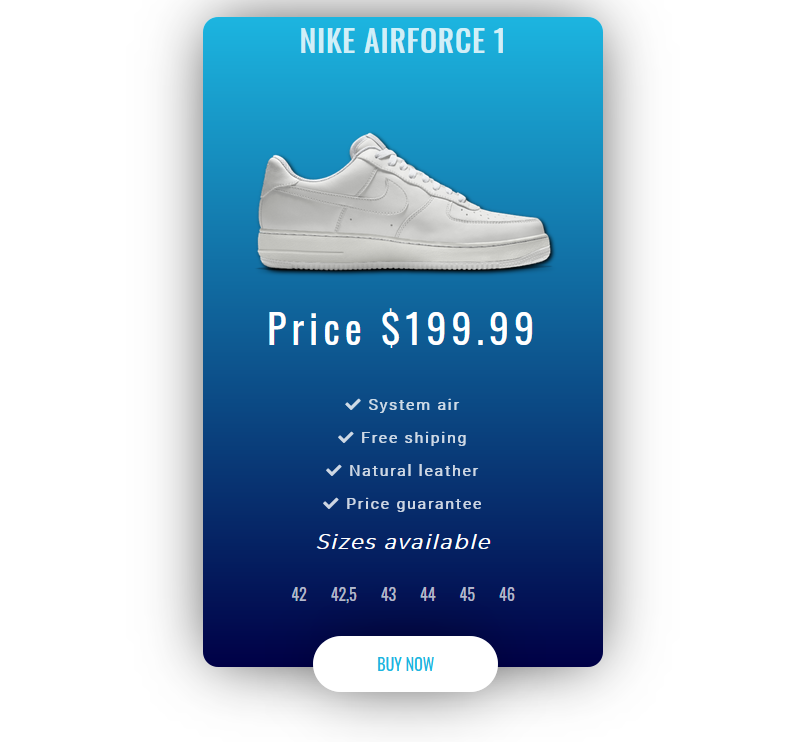 NIKE AIRFORCE 1
Price $199.99
System air
Free shiping
Natural leather
Price guarantee
Sizes available
42 42,5 43 44 45 46
BUY NOW